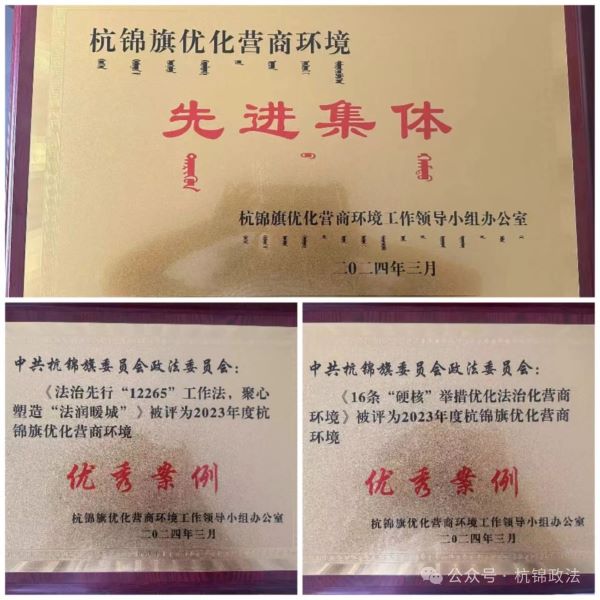 杭锦旗优化营商环境
先进集体
杭锦旗优化营商环境工作领导小组办公室
二〇二四年三月
中共杭锦旗委员会政法委员会：
《法治先行“12265”工作法，聚心
塑造“法润暖城”》被评为2023年度杭
锦旗优化营商环境
优秀案例
杭锦旗优化营商环境工作领导小组办公室
二〇二四年三月
中共杭锦旗委员会政法委员会：
《16条“硬核”举措优化法治化营商
环境》被评为2023年度杭锦旗优化营商
环境
优秀案例
杭锦旗优化营商环境工作领导小组办公室
二〇二四年三月
公众号·杭锦政法